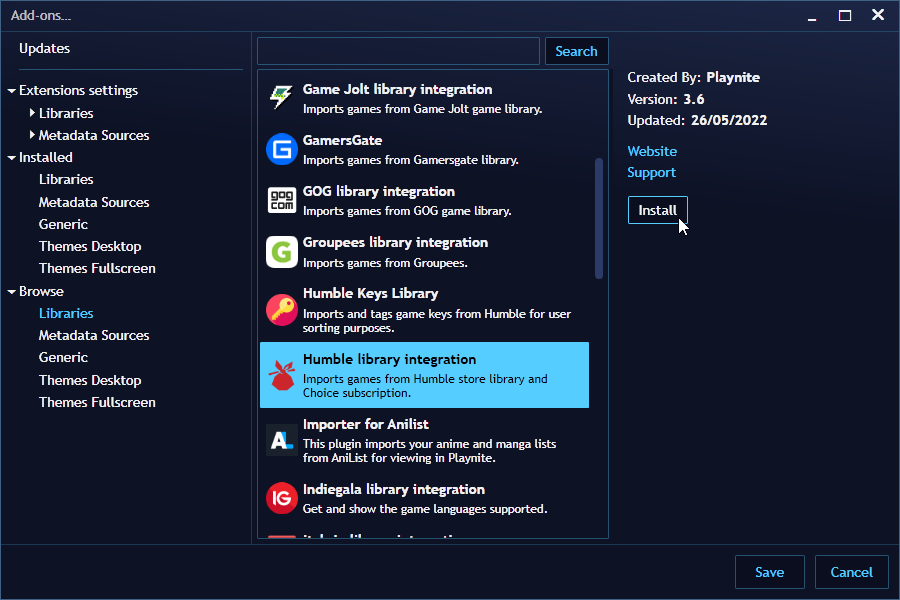 Add-ons...
Updates
Extensions settings
Libraries
Metadata Sources
Installed
Libraries
Metadata Sources
Generic
Themes Desktop
Themes Fullscreen
Browse
Libraries
Metadata Sources
Generic
Themes Desktop
Themes Fullscreen
Search
Game Jolt library integration
Imports games from Game Jolt game library.
G
GamersGate
Imports games from Gamersgate library.
gog
com
GOG library integration
Imports games from GOG game library.
G
Groupees library integration
Imports games from Groupees.
Humble Keys Library
Imports and tags game keys from Humble for user
sorting purposes.
Humble library integration
Imports games from Humble store library and
Choice subscription.
AL
Importer for Anilist
This plugin imports your anime and manga lists
from AniList for viewing in Playnite.
IG
Indiegala library integration
Get and show the game languages supported.
Created By: Playnite
Version: 3.6
Updated: 26/05/2022
Website
Support
Install
Save
Cancel